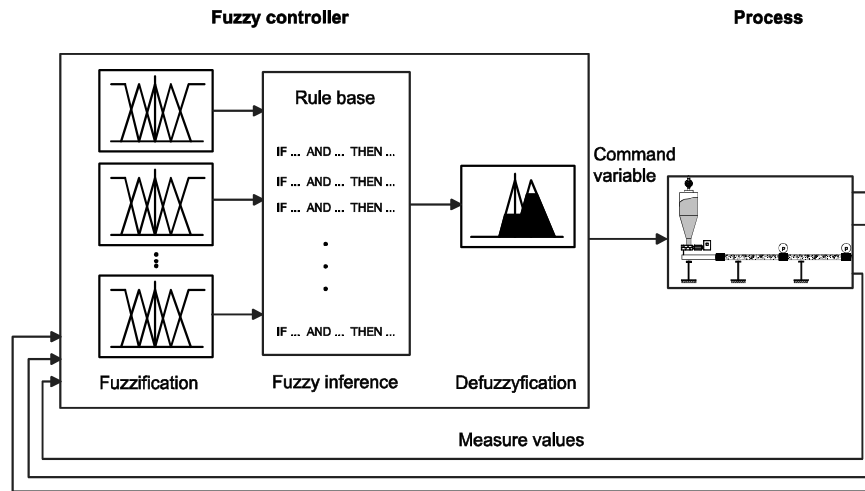 Fuzzy controller
Process
Rule base
IF ... AND ... THEN ...
IF ... AND ... THEN ...
IF ... AND ... THEN ...
IF ... AND ... THEN ...
Command
variable
P
P
Fuzzification
Fuzzy inference
Defuzzyfication
Measure values